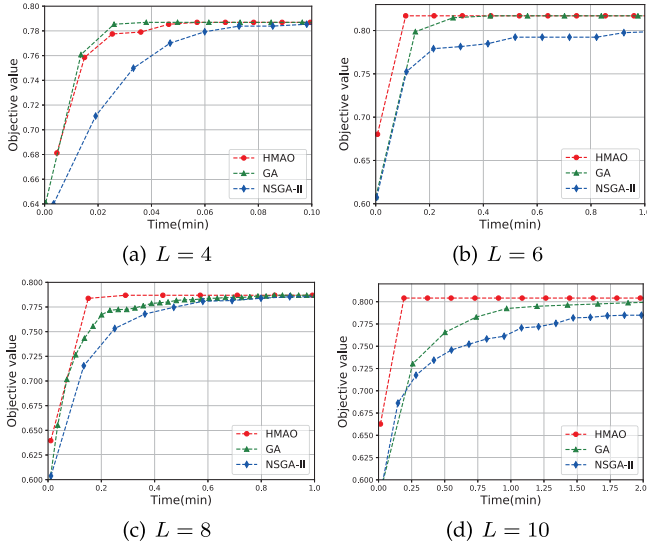 0.80
0.78
0.76
0.74
0.72
0.70
0.68
0.66
0.64
Objective value
0.00 0.02 0.04 0.06 0.08 0.10
Time(min)
HMAO
GA
NSGA-II
(a) L = 4
0.80
0.75
0.70
0.65
0.60
Objective value
0.0 0.2 0.4 0.6 0.8 1.0
Time(min)
HMAO
GA
NSGA-II
(b) L = 6
0.800
0.775
0.750
0.725
0.700
0.675
0.650
0.625
0.600
Objective value
0.0 0.2 0.4 0.6 0.8 1.0
Time(min)
HMAO
GA
NSGA-II
(c) L = 8
0.800
0.775
0.750
0.725
0.700
0.675
0.650
0.625
0.600
Objective value
0.00 0.25 0.50 0.75 1.00 1.25 1.50 1.75 2.0
Time(min)
HMAO
GA
NSGA-II
(d) L = 10